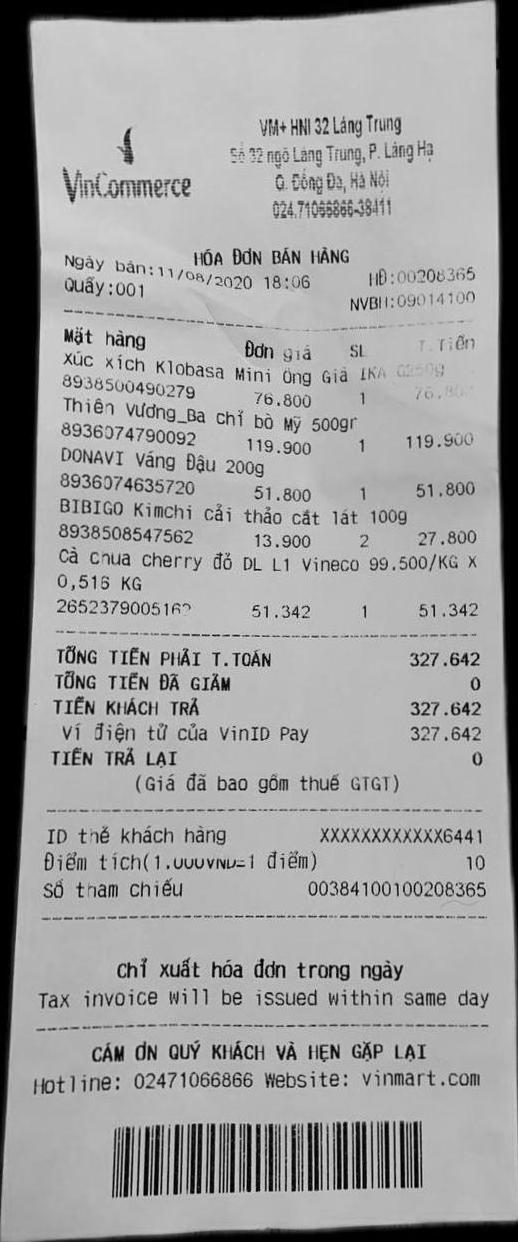 VinCommerce
VM+ HNI 32 Láng Trung
Số 32 ngõ Láng Trung, P. Láng Hạ
Q. Đống Đa, Hà Nội
024.71066866-38411
HÓA ĐƠN BÁN HÀNG
Ngày bán:11/08/2020 18:06 HĐ:00208365
Quầy:001 NVBH:09014100
Mặt hàng Đơn giá SL T.Tiền
Xúc xích Klobasa Mini Ông Già IKA G250g
8938500490279 76.800 1 76.800
Thiên Vương_Ba chỉ bò Mỹ 500gr
8936074790092 119.900 1 119.900
DONAVI Váng Đậu 200g
8936074635720 51.800 1 51.800
BIBIGO Kimchi cải thảo cắt lát 100g
8938508547562 13.900 2 27.800
Cà chua cherry đỏ DL L1 Vineco 99.500/KG X
0,516 KG
265237900516 51.342 1 51.342
TỔNG TIỀN PHẢI T.TOÁN 327.642
TỔNG TIỀN ĐÃ GIẢM 0
TIỀN KHÁCH TRẢ 327.642
Ví điện tử của VinID Pay 327.642
TIỀN TRẢ LẠI 0
(Giá đã bao gồm thuế GTGT)
ID thẻ khách hàng XXXXXXXXXXXX6441
Điểm tích(1.000VND=1 điểm) 10
Số tham chiếu 00384100100208365
Chỉ xuất hóa đơn trong ngày
Tax invoice will be issued within same day
CẢM ƠN QUÝ KHÁCH VÀ HẸN GẶP LẠI
Hotline: 02471066866 Website: vinmart.com